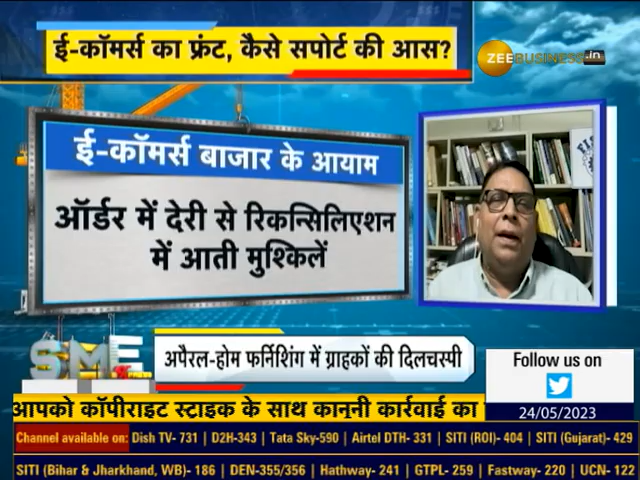 ई-कॉमर्स का फ्रंट, कैसे सपोर्ट की आस?
ZEEBUSINESS.in
ई-कॉमर्स बाजार के आयाम
ऑर्डर में देरी से रिकन्सिलिएशन
में आती मुश्किलें
SME
अपैरल-होम फर्निशिंग में ग्राहकों की दिलचस्पी
Follow us on
आपको कॉपीराइट स्टाइक के साथ कानूनी कार्रवाई का
24/05/2023
Channel available on: Dish TV- 731 | D2H-343 | Tata Sky-590 | Airtel DTH- 331 | SITI (ROI)- 404 | SITI (Gujarat)- 429
SITI (Bihar & Jharkhand, WB)- 186 | DEN-355/356 | Hathway- 241 | GTPL- 259 | Fastway- 220 | UCN- 122